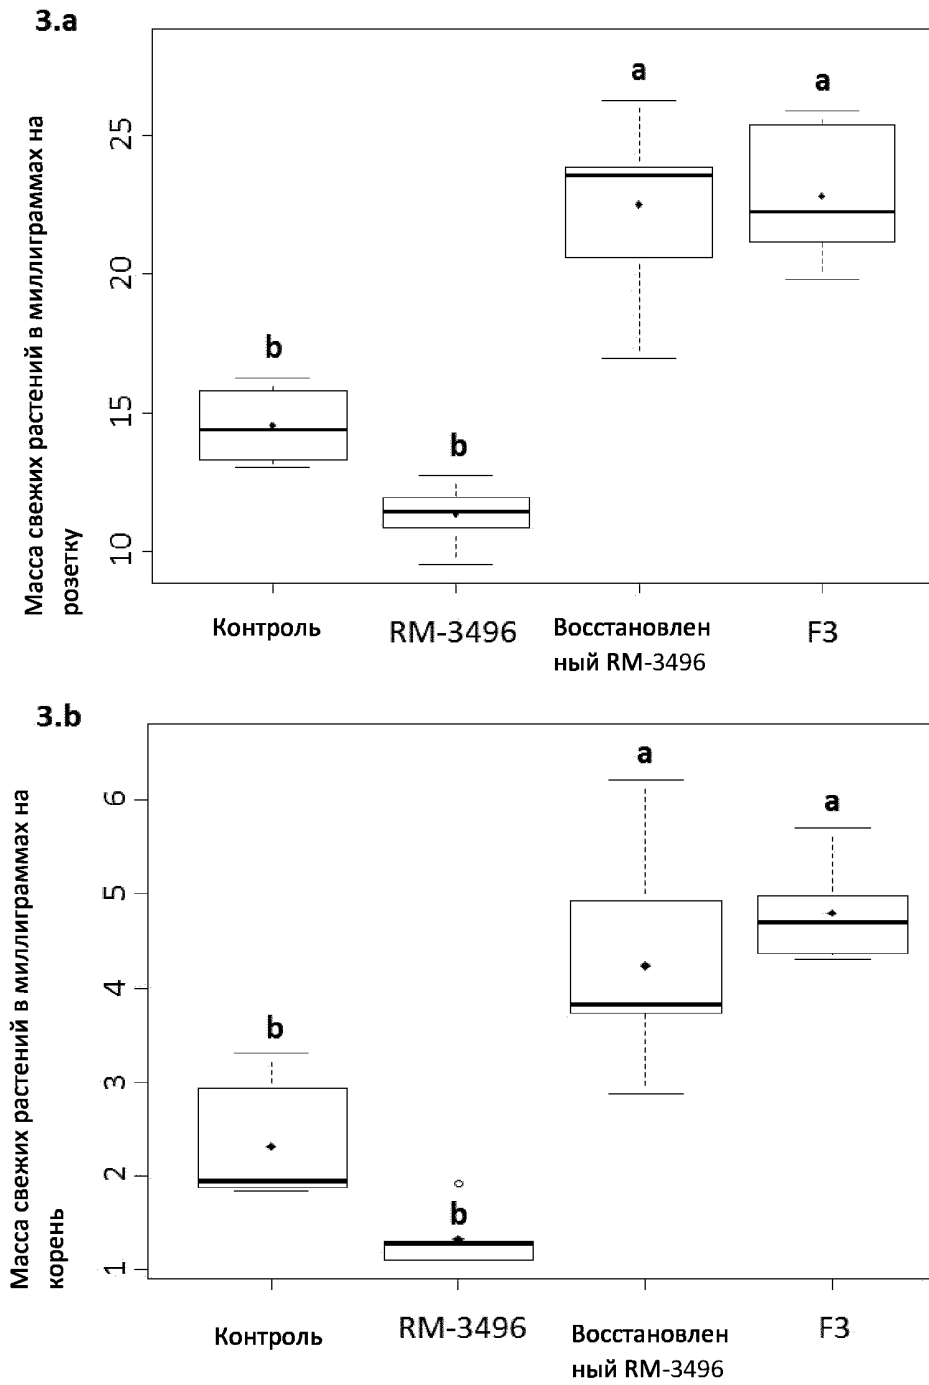 3.a
Масса свежих растений в миллиграммах на
розетку
25
20
15
10
a
a
b
b
Контроль
RM-3496
Восстановлен
ный RM-3496
F3
3.b
Масса свежих растений в миллиграммах на
корень
6
5
4
3
2
1
a
a
b
b
Контроль
RM-3496
Восстановлен
ный RM-3496
F3